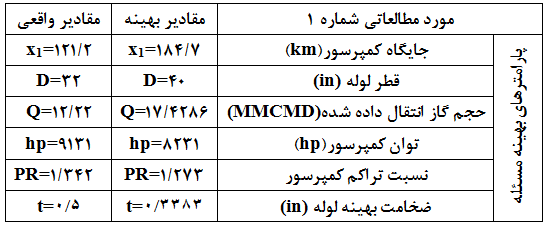 مورد مطالعاتی شماره ۱ مقادیر بهینه مقادیر واقعی
پارامترهای بهینه مسئله
جایگاه کمپرسور(km) x₁=۱۸۴/۷ x₁=۱۲۱/۲
قطر لوله (in) D=۴۰ D=۳۲
حجم گاز انتقال داده شده(MMCMD) Q=۱۷/۴۲۸۶ Q=۱۲/۲۲
توان کمپرسور(hp) hp=۸۲۳۱ hp=۹۱۳۱
نسبت تراکم کمپرسور PR=۱/۲۷۳ PR=۱/۳۴۲
ضخامت بهینه لوله (in) t=۰/۳۳۸۳ t=۰/۵